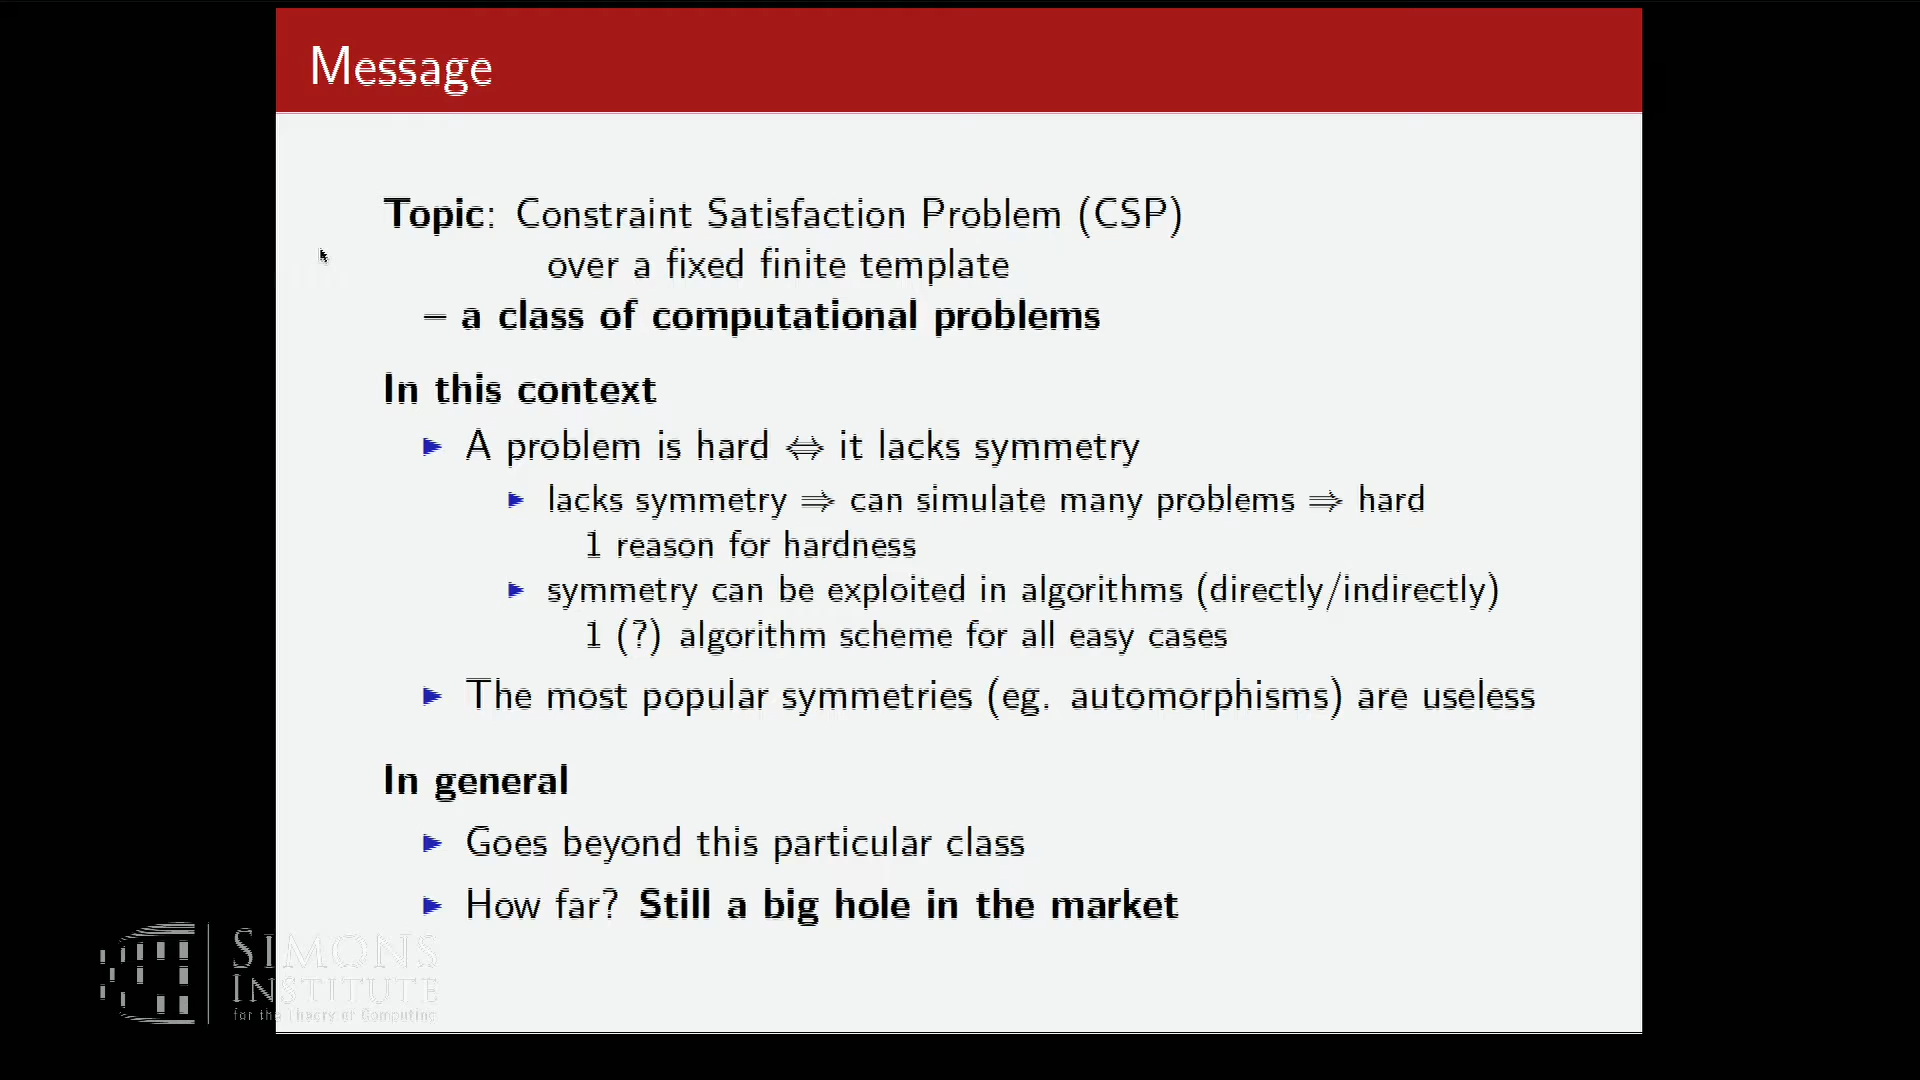 Message
Topic: Constraint Satisfaction Problem (CSP)
over a fixed finite template
– a class of computational problems
In this context
A problem is hard ⇔ it lacks symmetry
lacks symmetry ⇒ can simulate many problems ⇒ hard
1 reason for hardness
symmetry can be exploited in algorithms (directly/indirectly)
1 (?) algorithm scheme for all easy cases
The most popular symmetries (eg. automorphisms) are useless
In general
Goes beyond this particular class
How far? Still a big hole in the market
SIMONS
INSTITUTE
for the Theory of Computing